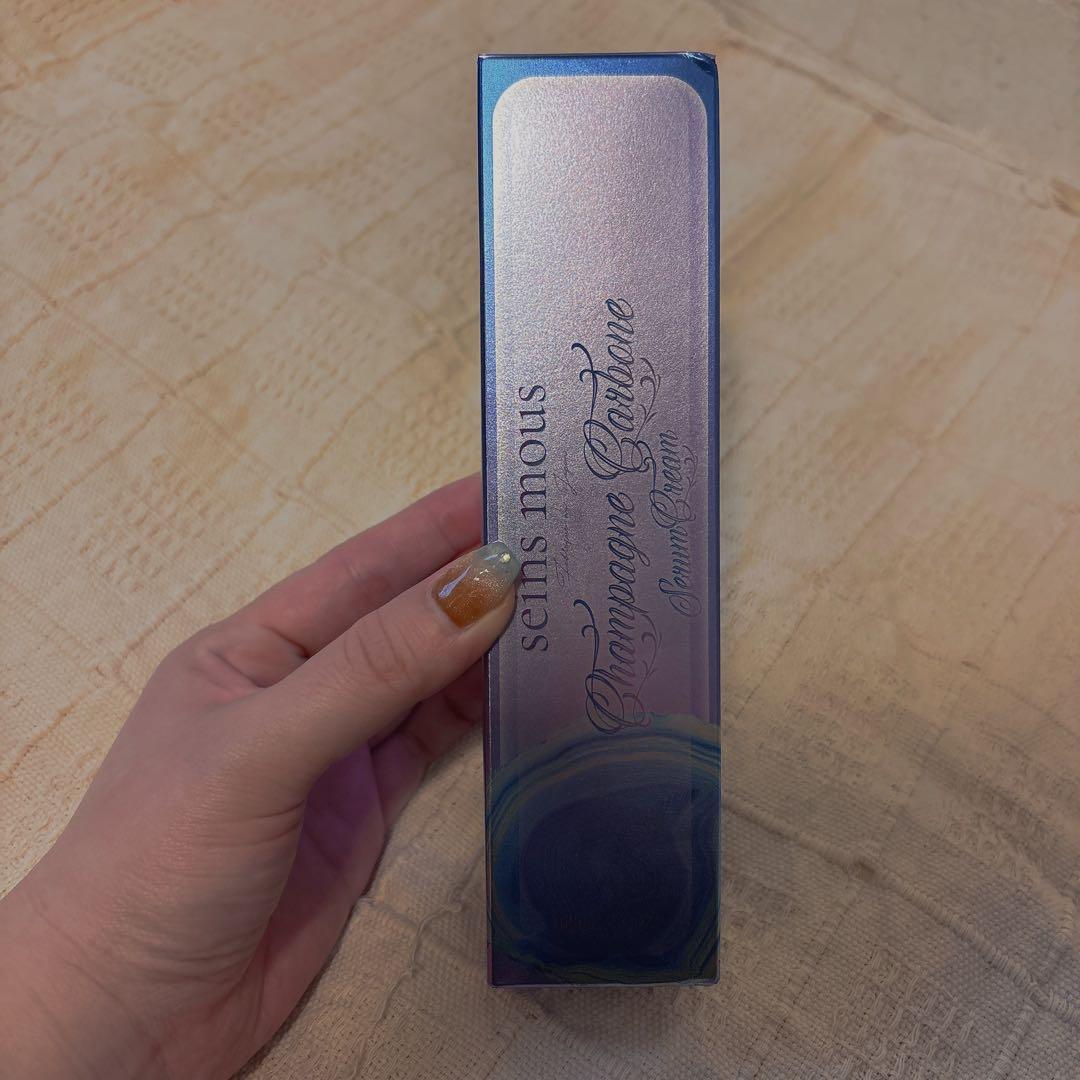 seins mous
Champagne Carbone
Serum Cream